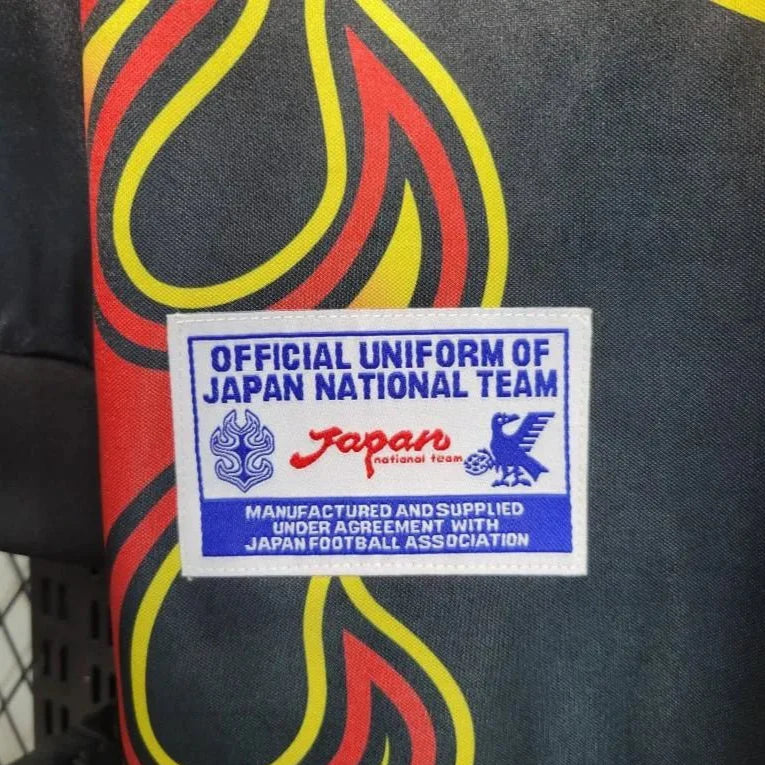 OFFICIAL UNIFORM OF
JAPAN NATIONAL TEAM
Japan
national team
MANUFACTURED AND SUPPLIED
UNDER AGREEMENT WITH
JAPAN FOOTBALL ASSOCIATION